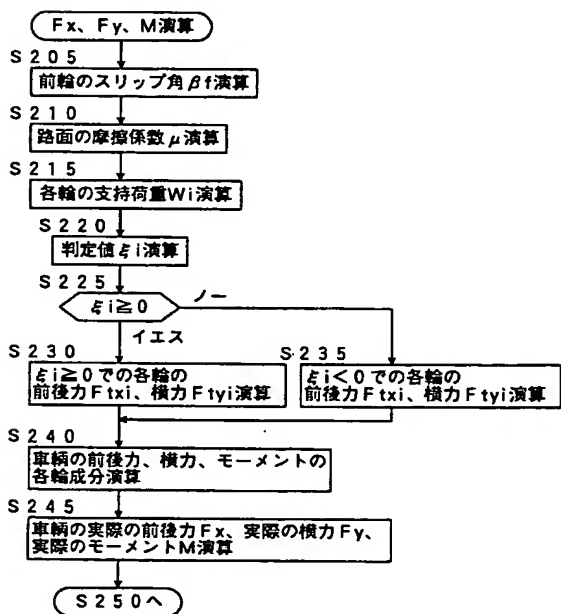 Fx、Fy、M演算
S205
前輪のスリップ角βf演算
S210
路面の摩擦係数μ演算
S215
各輪の支持荷重Wi演算
S220
判定値ξi演算
S225
ξi≧0
ノー
イエス
S230
ξi≧0での各輪の
前後力Ftxi、横力Ftyi演算
S235
ξi<0での各輪の
前後力Ftxi、横力Ftyi演算
S240
車輌の前後力、横力、モーメントの
各輪成分演算
S245
車輌の実際の前後力Fx、実際の横力Fy、
実際のモーメントM演算
S250へ